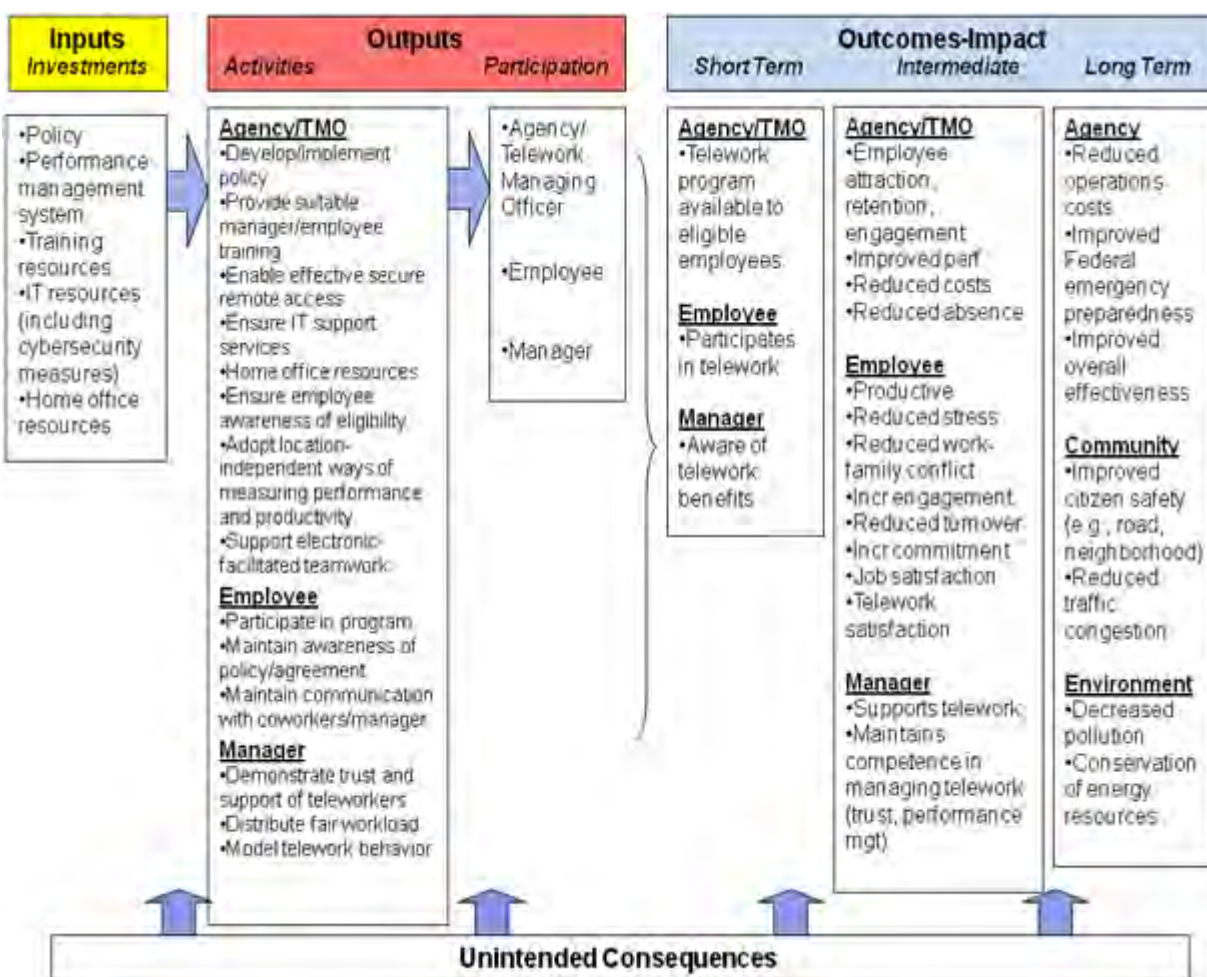 Inputs
Investments
Outputs
Activities
Participation
Outcomes-Impact
Short Term
Intermediate
Long Term
•Policy
•Performance
management
system
•Training
resources
•IT resources
(including
cybersecurity
measures)
•Home office
resources
Agency/TMO
•Develop/implement
policy
•Provide suitable
manager/employee
training
•Enable effective secure
remote access
•Ensure IT support
services
•Home office resources
•Ensure employee
awareness of eligibility
•Adopt location-
independent ways of
measuring performance
and productivity
•Support electronic-
facilitated teamwork
Employee
•Participate in program
•Maintain awareness of
policy/agreement
•Maintain communication
with coworkers/manager
Manager
•Demonstrate trust and
support of teleworkers
•Distribute fair workload
•Model telework behavior
•Agency/
Telework
Managing
Officer
•Employee
•Manager
Agency/TMO
•Telework
program
available to
eligible
employees
Employee
•Participates
in telework
Manager
•Aware of
telework
benefits
Agency/TMO
•Employee
attraction,
retention,
engagement
•Improved perf
•Reduced costs
•Reduced absence
Employee
•Productive
•Reduced stress
•Reduced work-
family conflict
•Incr engagement
•Reduced turnover
•Incr commitment
•Job satisfaction
•Telework
satisfaction
Manager
•Supports telework
•Maintains
competence in
managing telework
(trust, performance
mgt)
Agency
•Reduced
operations
costs
•Improved
Federal
emergency
preparedness
•Improved
overall
effectiveness
Community
•Improved
citizen safety
(e.g., road,
neighborhood)
•Reduced
traffic
congestion
Environment
•Decreased
pollution
•Conservation
of energy
resources
Unintended Consequences